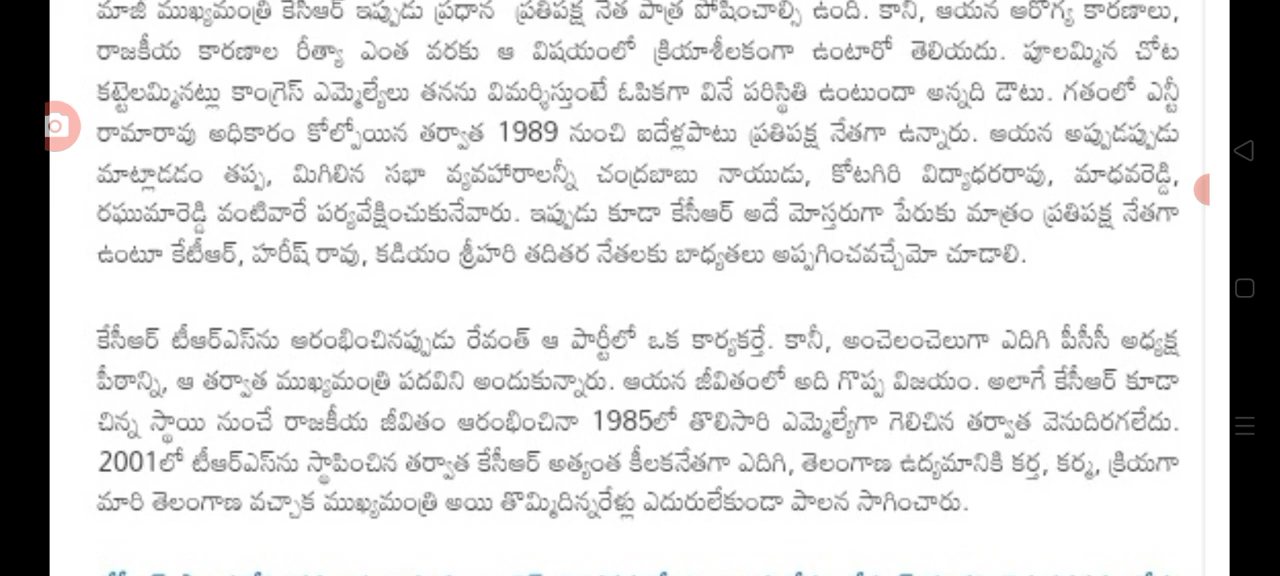 మాజీ ముఖ్యమంత్రి కేసీఆర్ ఇప్పుడు ప్రధాన ప్రతిపక్ష నేత పాత్ర పోషించాల్సి ఉంది. కానీ, ఆయన ఆరోగ్య కారణాలు,
రాజకీయ కారణాల రీత్యా ఎంత వరకు ఆ విషయంలో క్రియాశీలకంగా ఉంటారో తెలియదు. పూలమ్మిన చోట
కట్టెలమ్మినట్లు కాంగ్రెస్ ఎమ్మెల్యేలు తనను విమర్శిస్తుంటే ఓపికగా వినే పరిస్థితి ఉంటుందా అన్నది డౌటు. గతంలో ఎన్టీ
రామారావు అధికారం కోల్పోయిన తర్వాత 1989 నుంచి ఐదేళ్లపాటు ప్రతిపక్ష నేతగా ఉన్నారు. ఆయన అప్పుడప్పుడు
మాట్లాడడం తప్ప, మిగిలిన సభా వ్యవహారాలన్నీ చంద్రబాబు నాయుడు, కోటగిరి విద్యాధరరావు, మాధవరెడ్డి,
రఘుమారెడ్డి వంటివారే పర్యవేక్షించుకునేవారు. ఇప్పుడు కూడా కేసీఆర్ అదే మోస్తరుగా పేరుకు మాత్రం ప్రతిపక్ష నేతగా
ఉంటూ కేటీఆర్, హరీష్ రావు, కడియం శ్రీహరి తదితర నేతలకు బాధ్యతలు అప్పగించవచ్చేమో చూడాలి.
కేసీఆర్ టీఆర్ఎస్‌ను ఆరంభించినప్పుడు రేవంత్ ఆ పార్టీలో ఒక కార్యకర్తే. కానీ, అంచెలంచెలుగా ఎదిగి పీసీసీ అధ్యక్ష
పీఠాన్ని, ఆ తర్వాత ముఖ్యమంత్రి పదవిని అందుకున్నారు. ఆయన జీవితంలో అది గొప్ప విజయం. అలాగే కేసీఆర్ కూడా
చిన్న స్థాయి నుంచే రాజకీయ జీవితం ఆరంభించినా 1985లో తొలిసారి ఎమ్మెల్యేగా గెలిచిన తర్వాత వెనుదిరగలేదు.
2001లో టీఆర్ఎస్‌ను స్థాపించిన తర్వాత కేసీఆర్ అత్యంత కీలకనేతగా ఎదిగి, తెలంగాణ ఉద్యమానికి కర్త, కర్మ, క్రియగా
మారి తెలంగాణ వచ్చాక ముఖ్యమంత్రి అయి తొమ్మిదిన్నరేళ్లు ఎదురులేకుండా పాలన సాగించారు.